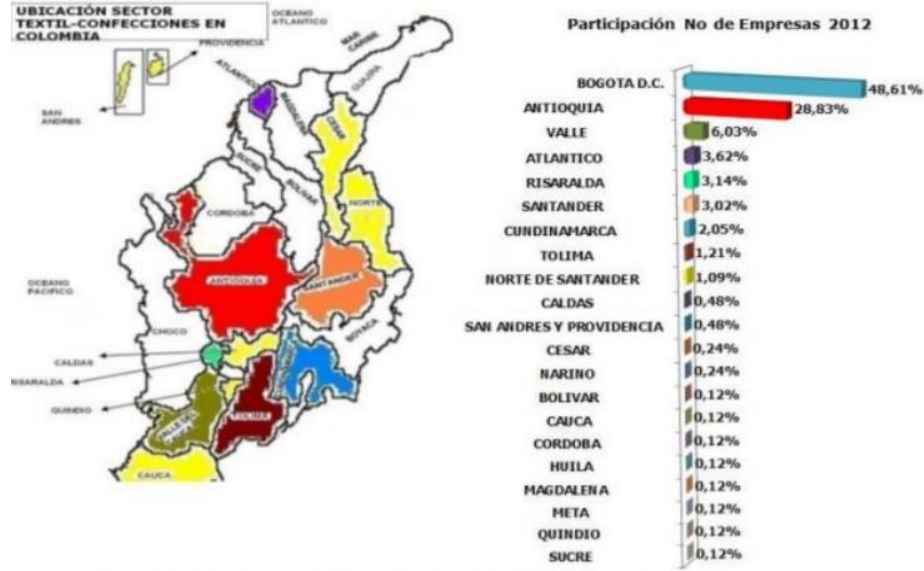 UBICACIÓN SECTOR
TEXTIL-CONFECCIONES EN
COLOMBIA
OCEANO
ATLANTICO
PROVIDENCIA
MAR
CARIBE
SAN
ANDRES
ATLANTICO
MAGDALENA
GUAJIRA
CESAR
SUCRE
BOLIVAR
NORTE
CORDOBA
ANTIOQUIA
SANTANDER
OCEANO
PACIFICO
CHOCO
BOYACA
CALDAS
RISARALDA
QUINDIO
VALLE DEL
CAUCA
TOLIMA
CAUCA
Participación No de Empresas 2012
BOGOTA D.C. 48,61%
ANTIOQUIA 28,83%
VALLE 6,03%
ATLANTICO 3,62%
RISARALDA 3,14%
SANTANDER 3,02%
CUNDINAMARCA 2,05%
TOLIMA 1,21%
NORTE DE SANTANDER 1,09%
CALDAS 0,48%
SAN ANDRES Y PROVIDENCIA 0,48%
CESAR 0,24%
NARINO 0,24%
BOLIVAR 0,12%
CAUCA 0,12%
CORDOBA 0,12%
HUILA 0,12%
MAGDALENA 0,12%
META 0,12%
QUINDIO 0,12%
SUCRE 0,12%